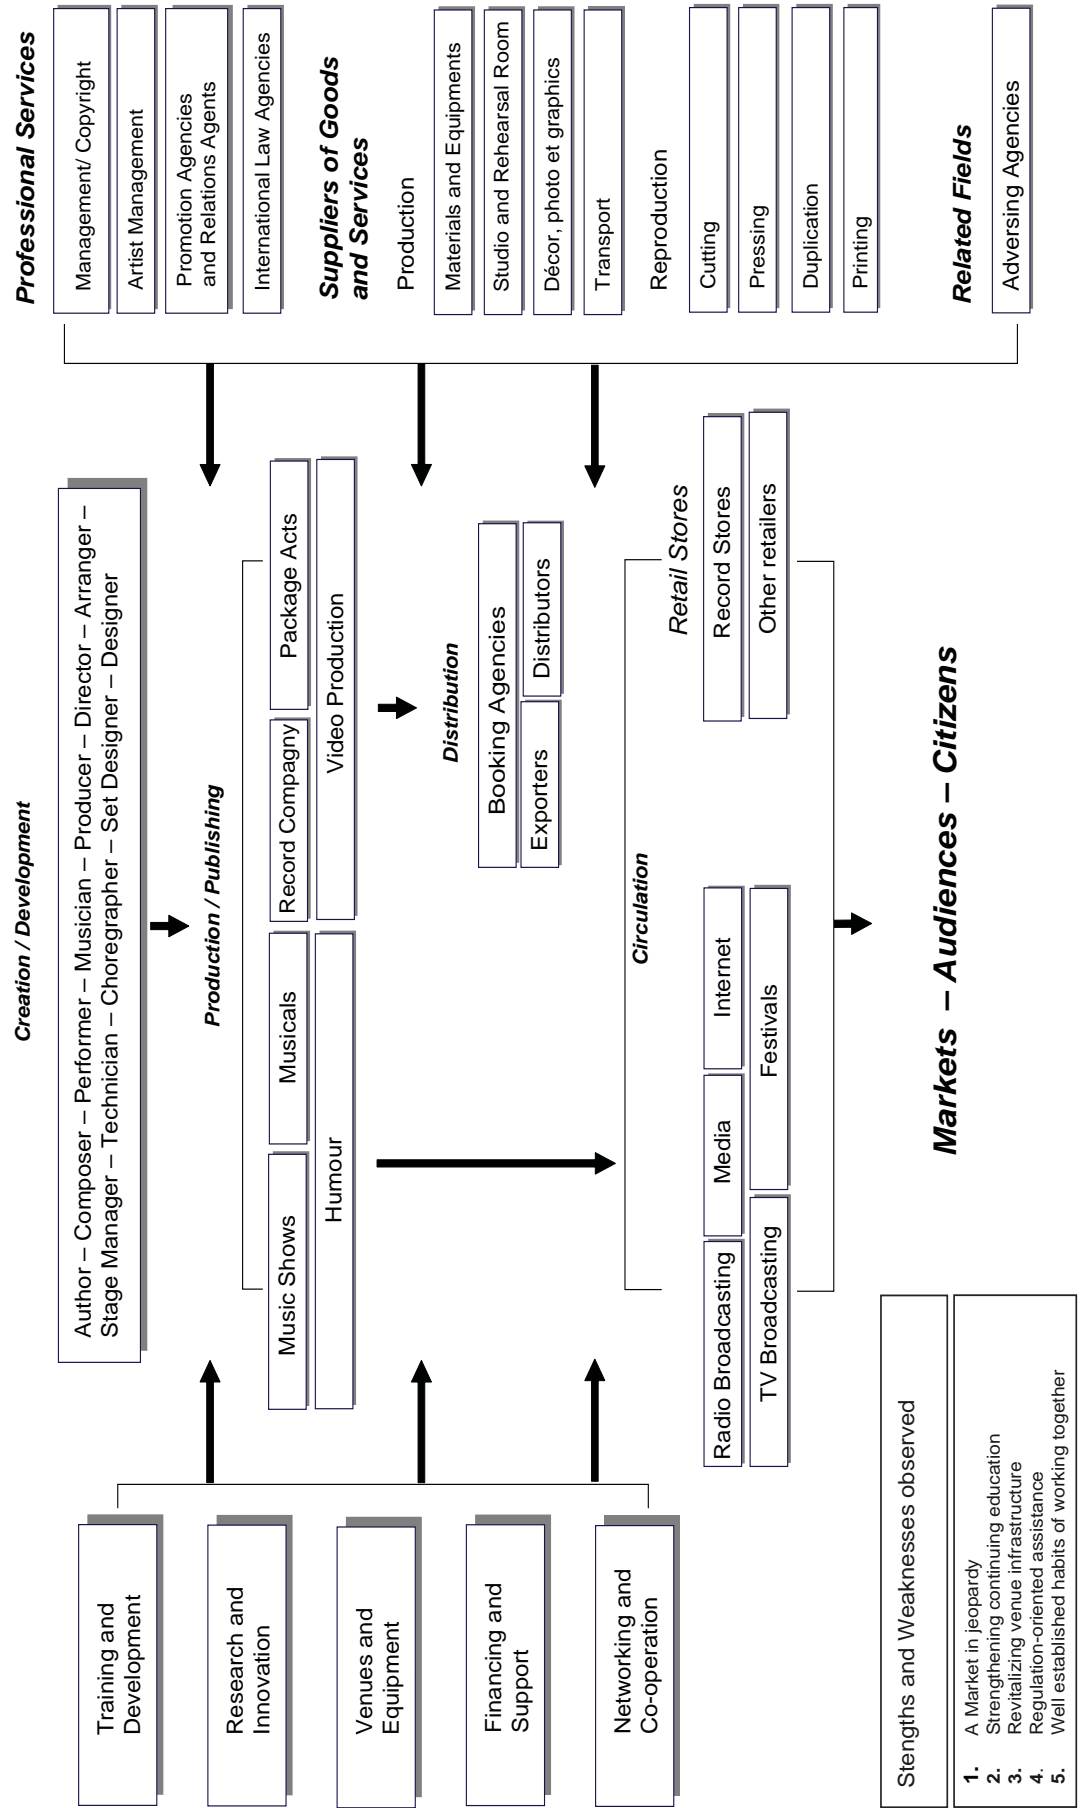 Creation / Development
Author – Composer – Performer – Musician – Producer – Director – Arranger –
Stage Manager – Technician – Choregrapher – Set Designer – Designer
Training and
Development
Research and
Innovation
Venues and
Equipment
Financing and
Support
Networking and
Co-operation
Production / Publishing
Music Shows
Musicals
Record Compagny
Package Acts
Humour
Video Production
Distribution
Booking Agencies
Exporters
Distributors
Circulation
Radio Broadcasting
Media
Internet
TV Broadcasting
Festivals
Retail Stores
Record Stores
Other retailers
Markets – Audiences – Citizens
Professional Services
Management/ Copyright
Artist Management
Promotion Agencies
and Relations Agents
International Law Agencies
Suppliers of Goods
and Services
Production
Materials and Equipments
Studio and Rehearsal Room
Décor, photo et graphics
Transport
Reproduction
Cutting
Pressing
Duplication
Printing
Related Fields
Adversing Agencies
Stengths and Weaknesses observed
1. A Market in jeopardy
2. Strengthening continuing education
3. Revitalizing venue infrastructure
4. Regulation-oriented assistance
5. Well established habits of working together